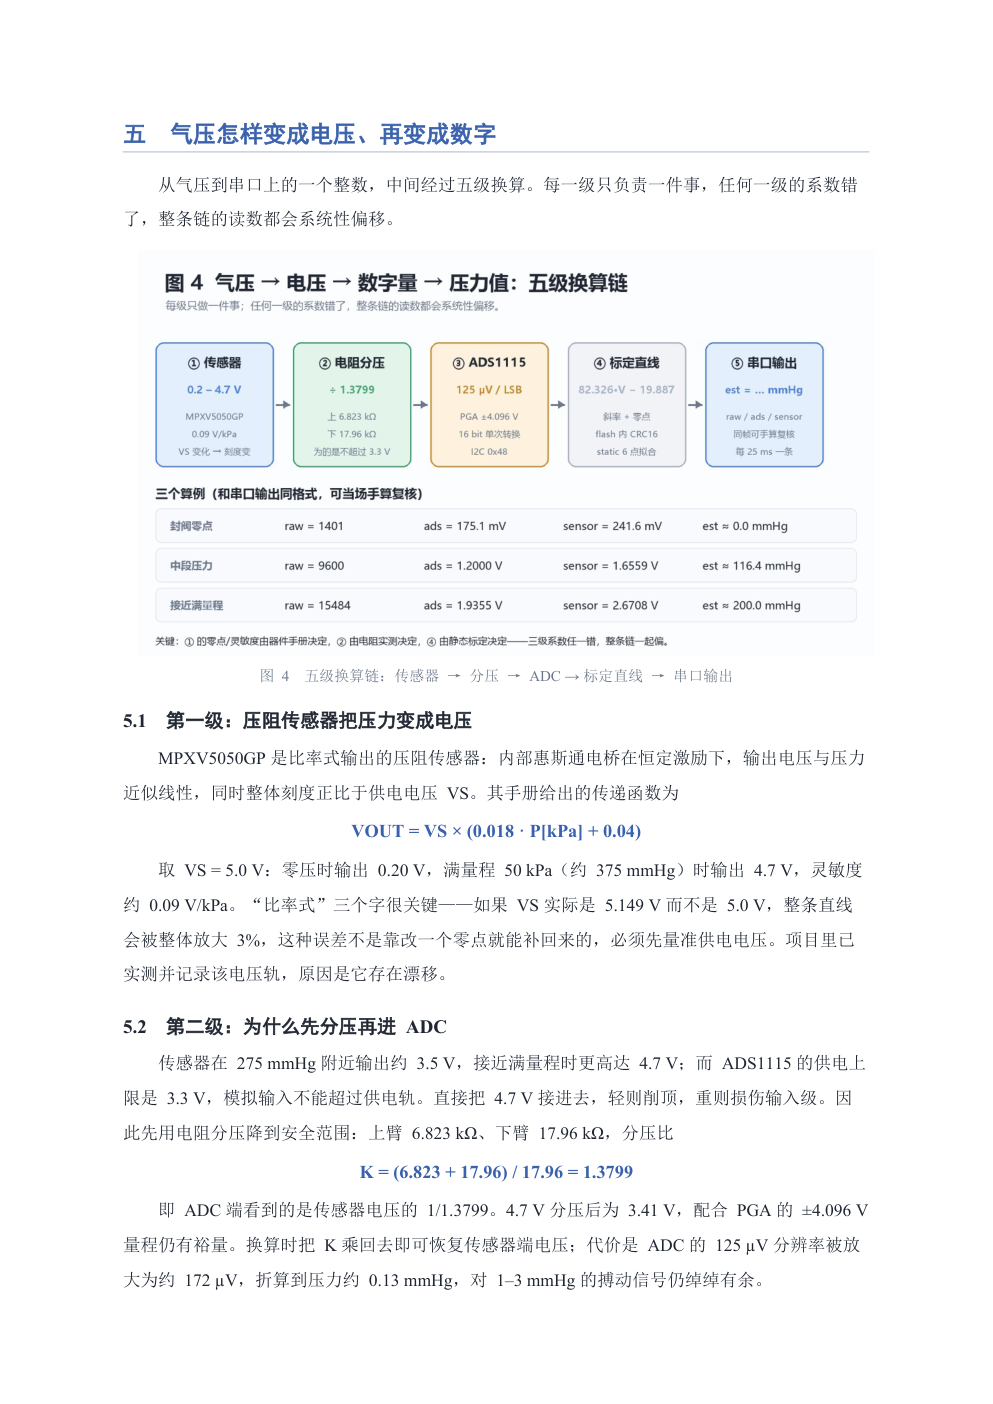 五 气压怎样变成电压、再变成数字
从气压到串口上的一个整数，中间经过五级换算。每一级只负责一件事，任何一级的系数错
了，整条链的读数都会系统性偏移。
图 4 气压 → 电压 → 数字量 → 压力值：五级换算链
每级只做一件事；任何一级的系数错了，整条链的读数都会系统性偏移。
① 传感器
0.2 – 4.7 V
MPXV5050GP
0.09 V/kPa
VS 变化 → 刻度变
② 电阻分压
÷ 1.3799
上 6.823 kΩ
下 17.96 kΩ
为的是不超过 3.3 V
③ ADS1115
125 µV / LSB
PGA ±4.096 V
16 bit 单次转换
I2C 0x48
④ 标定直线
82.326•V − 19.887
斜率 + 零点
flash 内 CRC16
static 6 点拟合
⑤ 串口输出
est = ... mmHg
raw / ads / sensor
同帧可手算复核
每 25 ms 一条
三个算例（和串口输出同格式，可当场手算复核）
封阀零点 raw = 1401 ads = 175.1 mV sensor = 241.6 mV est ≈ 0.0 mmHg
中段压力 raw = 9600 ads = 1.2000 V sensor = 1.6559 V est ≈ 116.4 mmHg
接近满量程 raw = 15484 ads = 1.9355 V sensor = 2.6708 V est ≈ 200.0 mmHg
关键：① 的零点/灵敏度由器件手册决定，② 由电阻实测决定，④ 由静态标定决定——三级系数任一错，整条链一起偏。
图 4 五级换算链：传感器 → 分压 → ADC → 标定直线 → 串口输出
5.1 第一级：压阻传感器把压力变成电压
MPXV5050GP 是比率式输出的压阻传感器：内部惠斯通电桥在恒定激励下，输出电压与压力
近似线性，同时整体刻度正比于供电电压 VS。其手册给出的传递函数为
VOUT = VS × (0.018 · P[kPa] + 0.04)
取 VS = 5.0 V：零压时输出 0.20 V，满量程 50 kPa（约 375 mmHg）时输出 4.7 V，灵敏度
约 0.09 V/kPa。“比率式”三个字很关键——如果 VS 实际是 5.149 V 而不是 5.0 V，整条直线
会被整体放大 3%，这种误差不是靠改一个零点就能补回来的，必须先量准供电电压。项目里已
实测并记录该电压轨，原因是它存在漂移。
5.2 第二级：为什么先分压再进 ADC
传感器在 275 mmHg 附近输出约 3.5 V，接近满量程时更高达 4.7 V；而 ADS1115 的供电上
限是 3.3 V，模拟输入不能超过供电轨。直接把 4.7 V 接进去，轻则削顶，重则损伤输入级。因
此先用电阻分压降到安全范围：上臂 6.823 kΩ、下臂 17.96 kΩ，分压比
K = (6.823 + 17.96) / 17.96 = 1.3799
即 ADC 端看到的是传感器电压的 1/1.3799。4.7 V 分压后为 3.41 V，配合 PGA 的 ±4.096 V
量程仍有裕量。换算时把 K 乘回去即可恢复传感器端电压；代价是 ADC 的 125 µV 分辨率被放
大为约 172 µV，折算到压力约 0.13 mmHg，对 1–3 mmHg 的搏动信号仍绰绰有余。